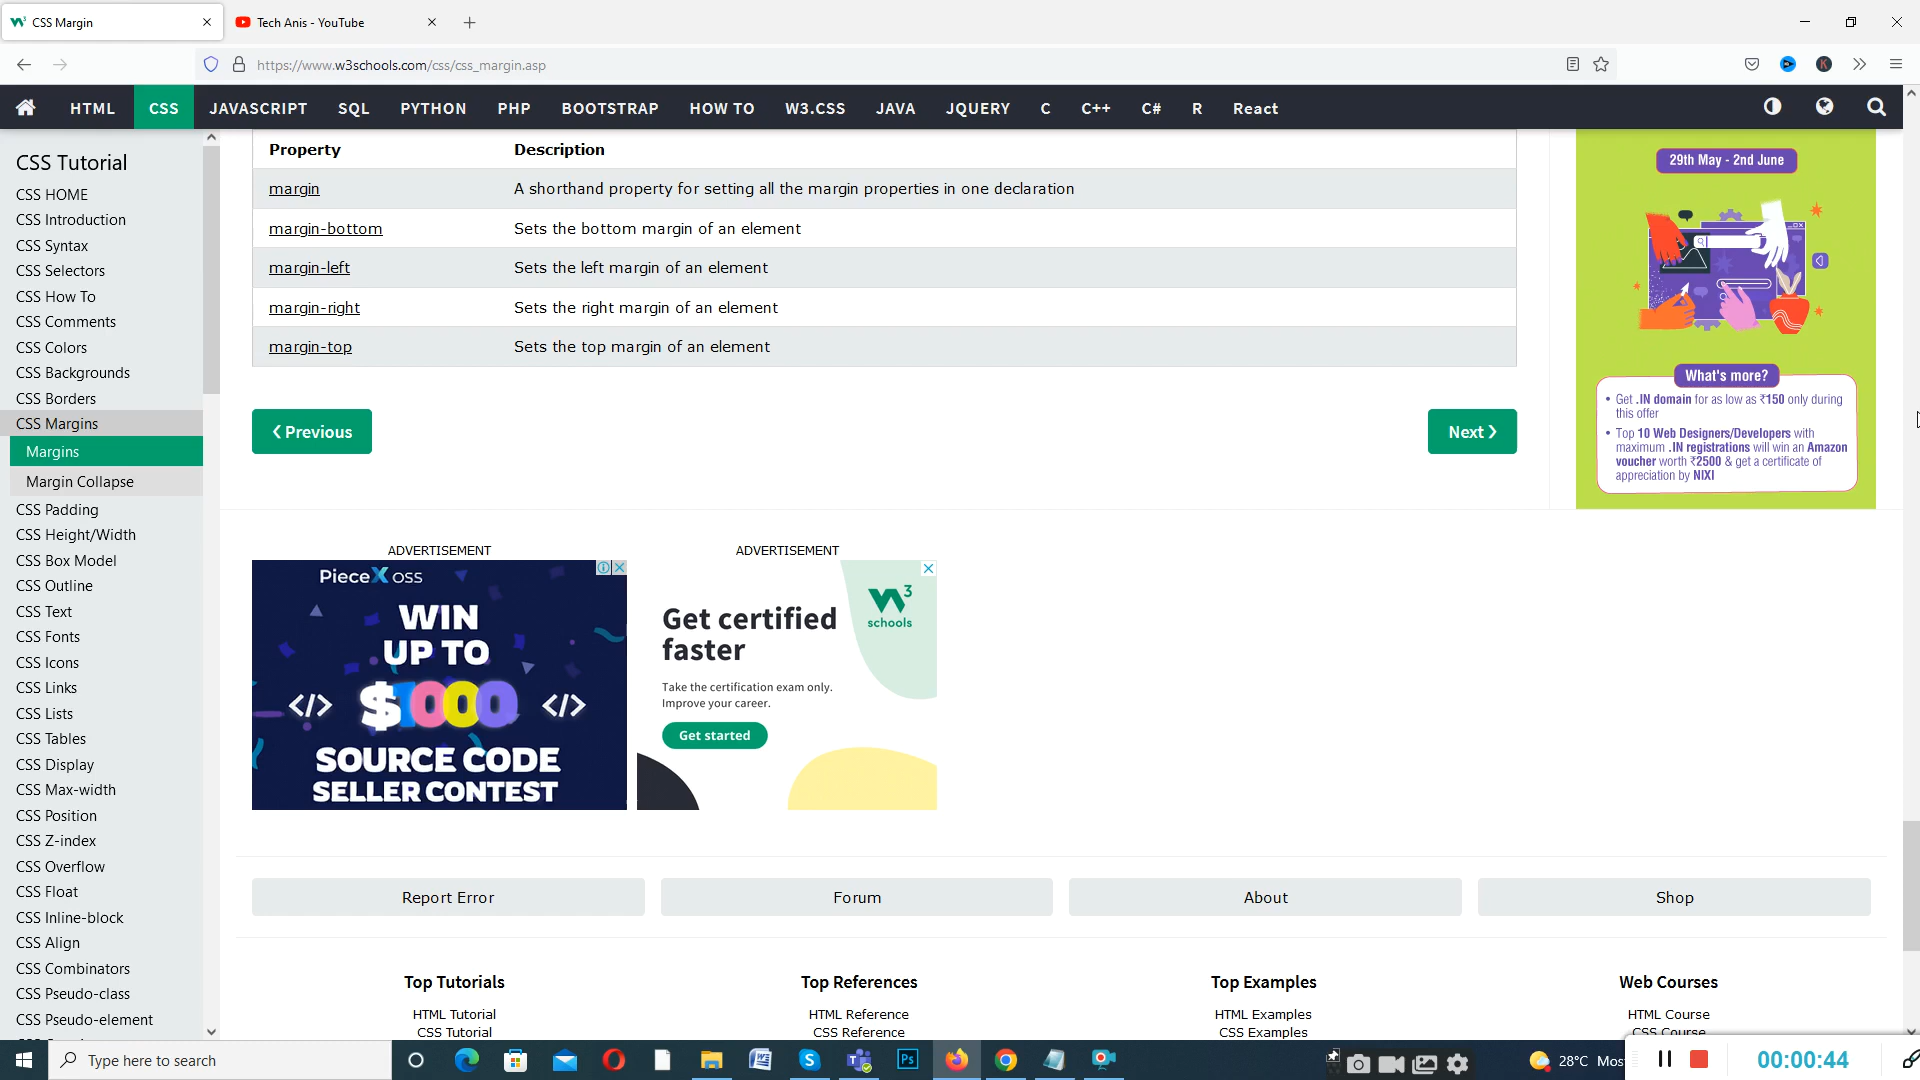 CSS Margin
Tech Anis - YouTube
https://www.w3schools.com/css/css_margin.asp
HTML CSS JAVASCRIPT SQL PYTHON PHP BOOTSTRAP HOW TO W3.CSS JAVA JQUERY C C++ C# R React
CSS Tutorial
CSS HOME
CSS Introduction
CSS Syntax
CSS Selectors
CSS How To
CSS Comments
CSS Colors
CSS Backgrounds
CSS Borders
CSS Margins
Margins
Margin Collapse
CSS Padding
CSS Height/Width
CSS Box Model
CSS Outline
CSS Text
CSS Fonts
CSS Icons
CSS Links
CSS Lists
CSS Tables
CSS Display
CSS Max-width
CSS Position
CSS Z-index
CSS Overflow
CSS Float
CSS Inline-block
CSS Align
CSS Combinators
CSS Pseudo-class
CSS Pseudo-element
Property Description
margin A shorthand property for setting all the margin properties in one declaration
margin-bottom Sets the bottom margin of an element
margin-left Sets the left margin of an element
margin-right Sets the right margin of an element
margin-top Sets the top margin of an element
❮ Previous
Next ❯
29th May - 2nd June
What's more?
• Get .IN domain for as low as ₹150 only during
this offer
• Top 10 Web Designers/Developers with
maximum .IN registrations will win an Amazon
voucher worth ₹2500 & get a certificate of
appreciation by NIXI
ADVERTISEMENT
PieceX OSS
WIN
UP TO
</> $1000 </>
SOURCE CODE
SELLER CONTEST
ADVERTISEMENT
W3
schools
Get certified
faster
Take the certification exam only.
Improve your career.
Get started
Report Error
Forum
About
Shop
Top Tutorials
HTML Tutorial
CSS Tutorial
Top References
HTML Reference
CSS Reference
Top Examples
HTML Examples
CSS Examples
Web Courses
HTML Course
CSS Course
Type here to search
28°C Mos
00:00:44